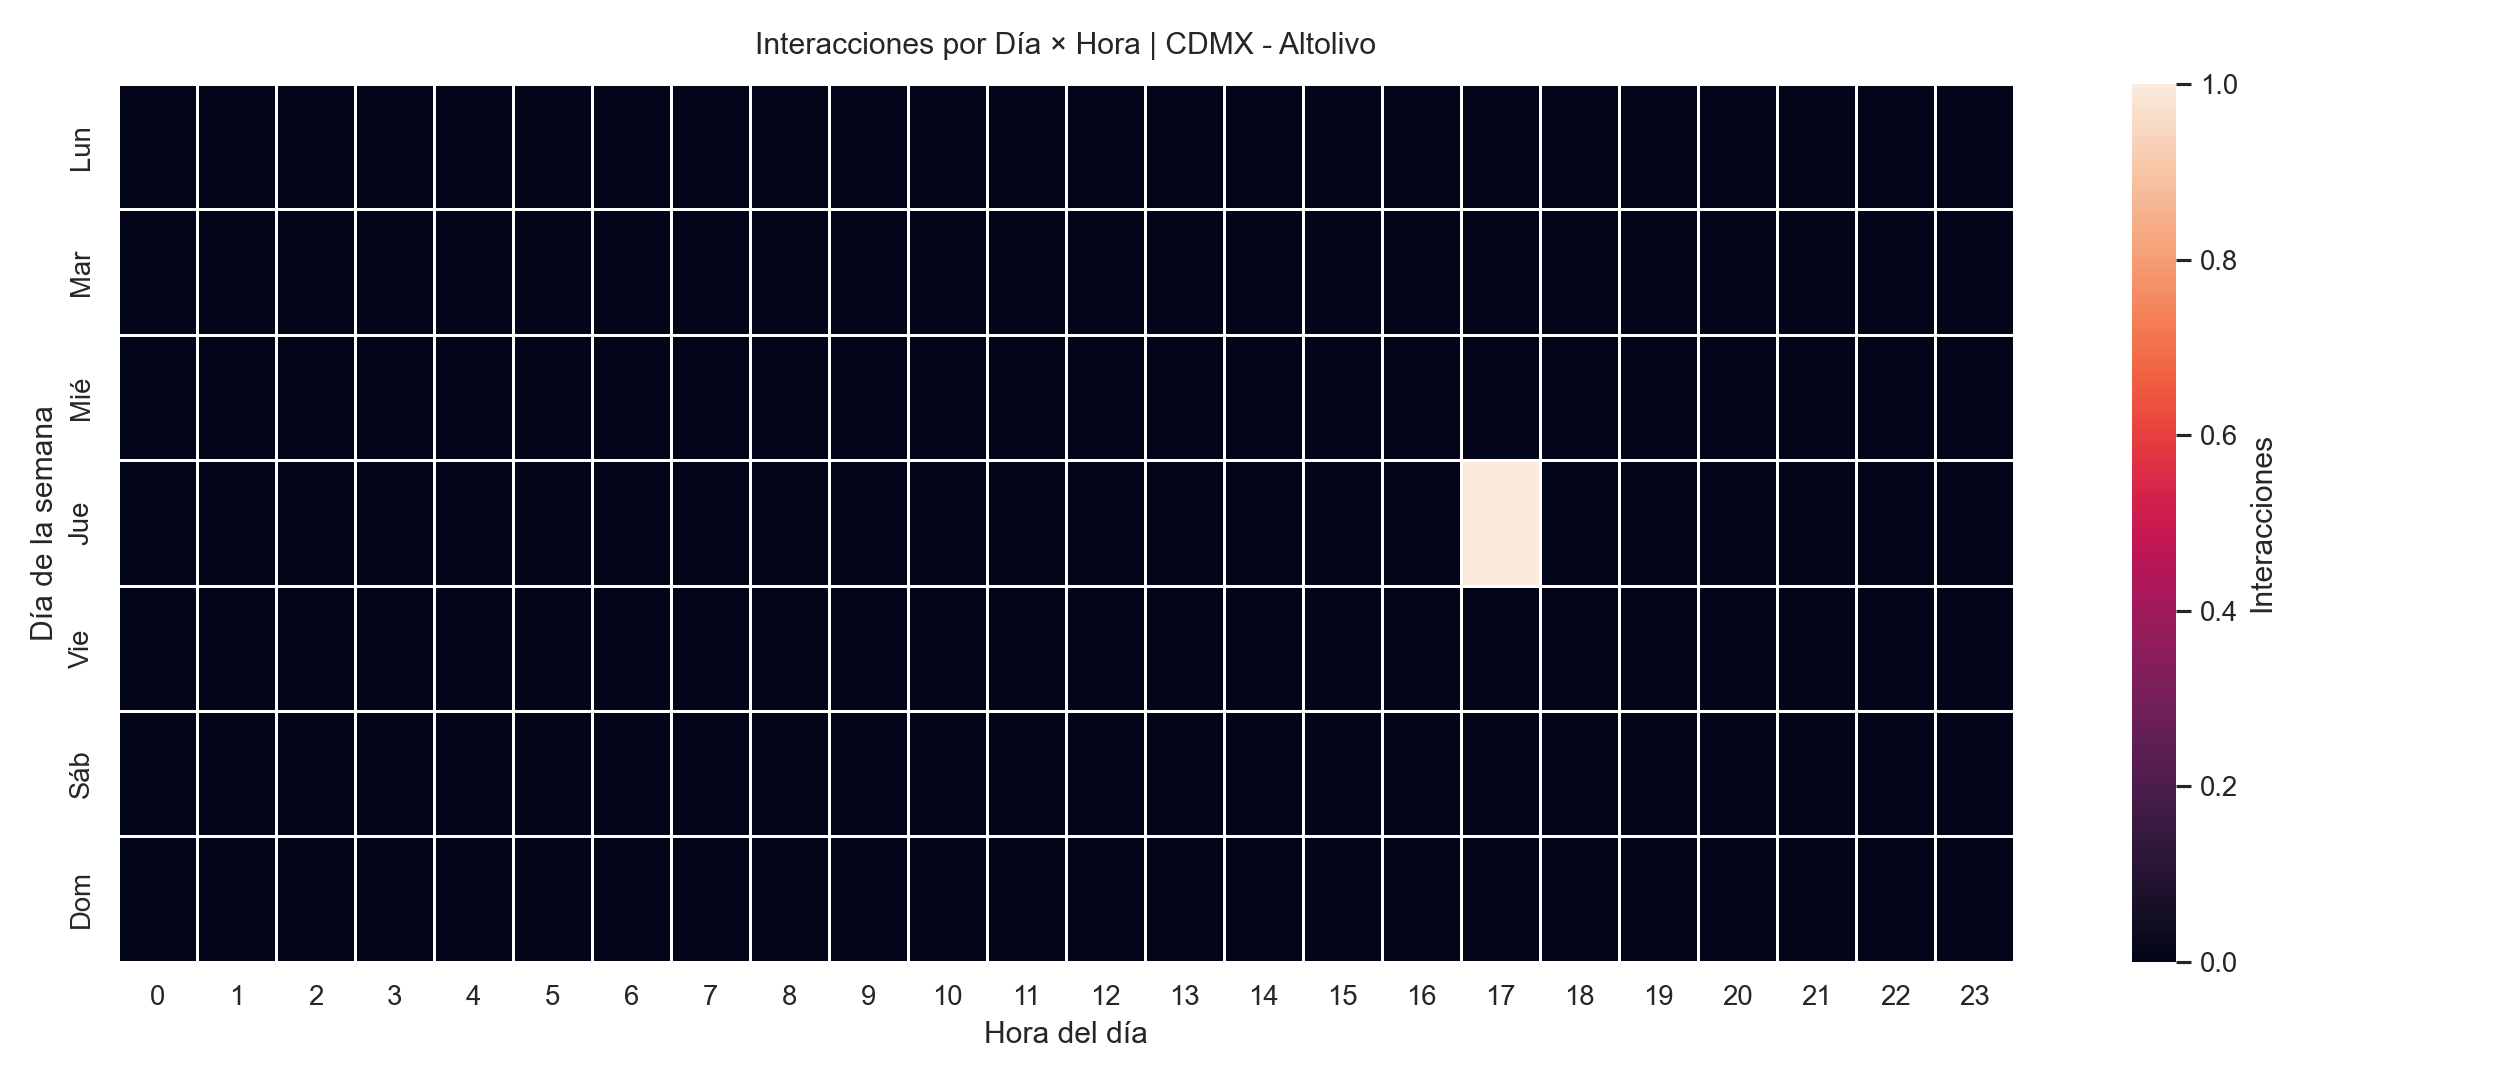 Interacciones por Día × Hora | CDMX - Altolivo
Día de la semana
Lun
Mar
Mié
Jue
Vie
Sáb
Dom
0 1 2 3 4 5 6 7 8 9 10 11 12 13 14 15 16 17 18 19 20 21 22 23
Hora del día
1.0
0.8
0.6
0.4
0.2
0.0
Interacciones